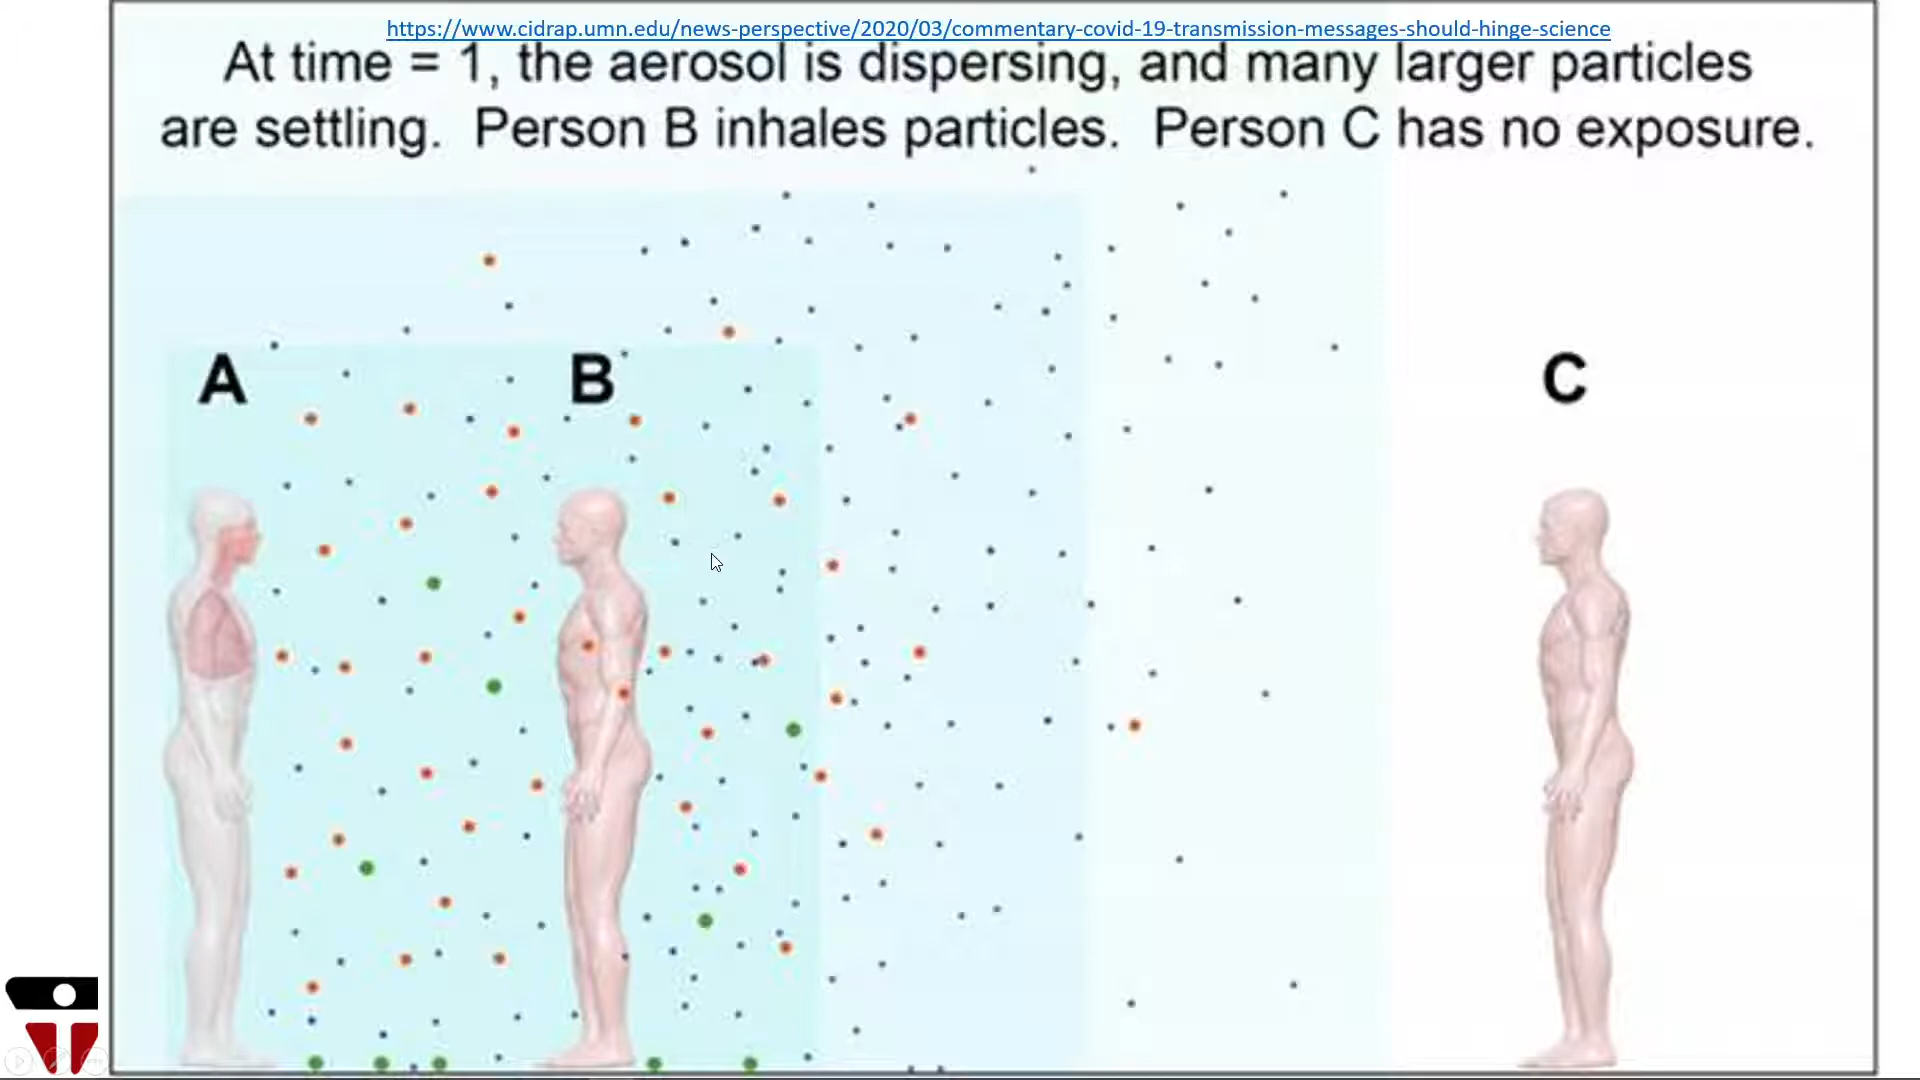 https://www.cidrap.umn.edu/news-perspective/2020/03/commentary-covid-19-transmission-messages-should-hinge-science
At time = 1, the aerosol is dispersing, and many larger particles
are settling. Person B inhales particles. Person C has no exposure.
A B C